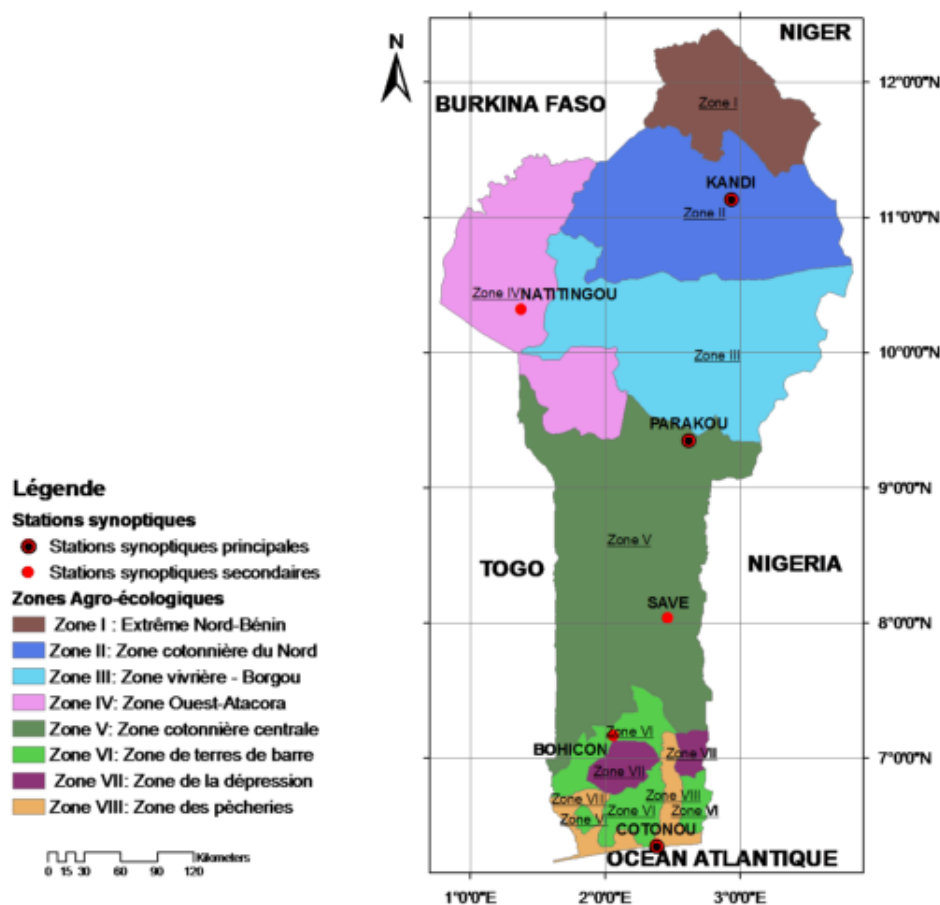 NIGER
N
12°0'0"N
BURKINA FASO
Zone I
KANDI
Zone II
11°0'0"N
Zone IV
NATITINGOU
10°0'0"N
Zone III
PARAKOU
9°0'0"N
Légende
Stations synoptiques
Stations synoptiques principales
Stations synoptiques secondaires
Zones Agro-écologiques
Zone I : Extrême Nord-Bénin
Zone II: Zone cotonnière du Nord
Zone III: Zone vivrière - Borgou
Zone IV: Zone Ouest-Atacora
Zone V: Zone cotonnière centrale
Zone VI: Zone de terres de barre
Zone VII: Zone de la dépression
Zone VIII: Zone des pêcheries
Kilometers
0 15 30 60 90 120
Zone V
TOGO
NIGERIA
SAVE
8°0'0"N
Zone VI
BOHICON
Zone VII
7°0'0"N
Zone VII
Zone VIII
Zone VIII
Zone VI
Zone VI
Zone VI
COTONOU
OCEAN ATLANTIQUE
1°0'0"E
2°0'0"E
3°0'0"E